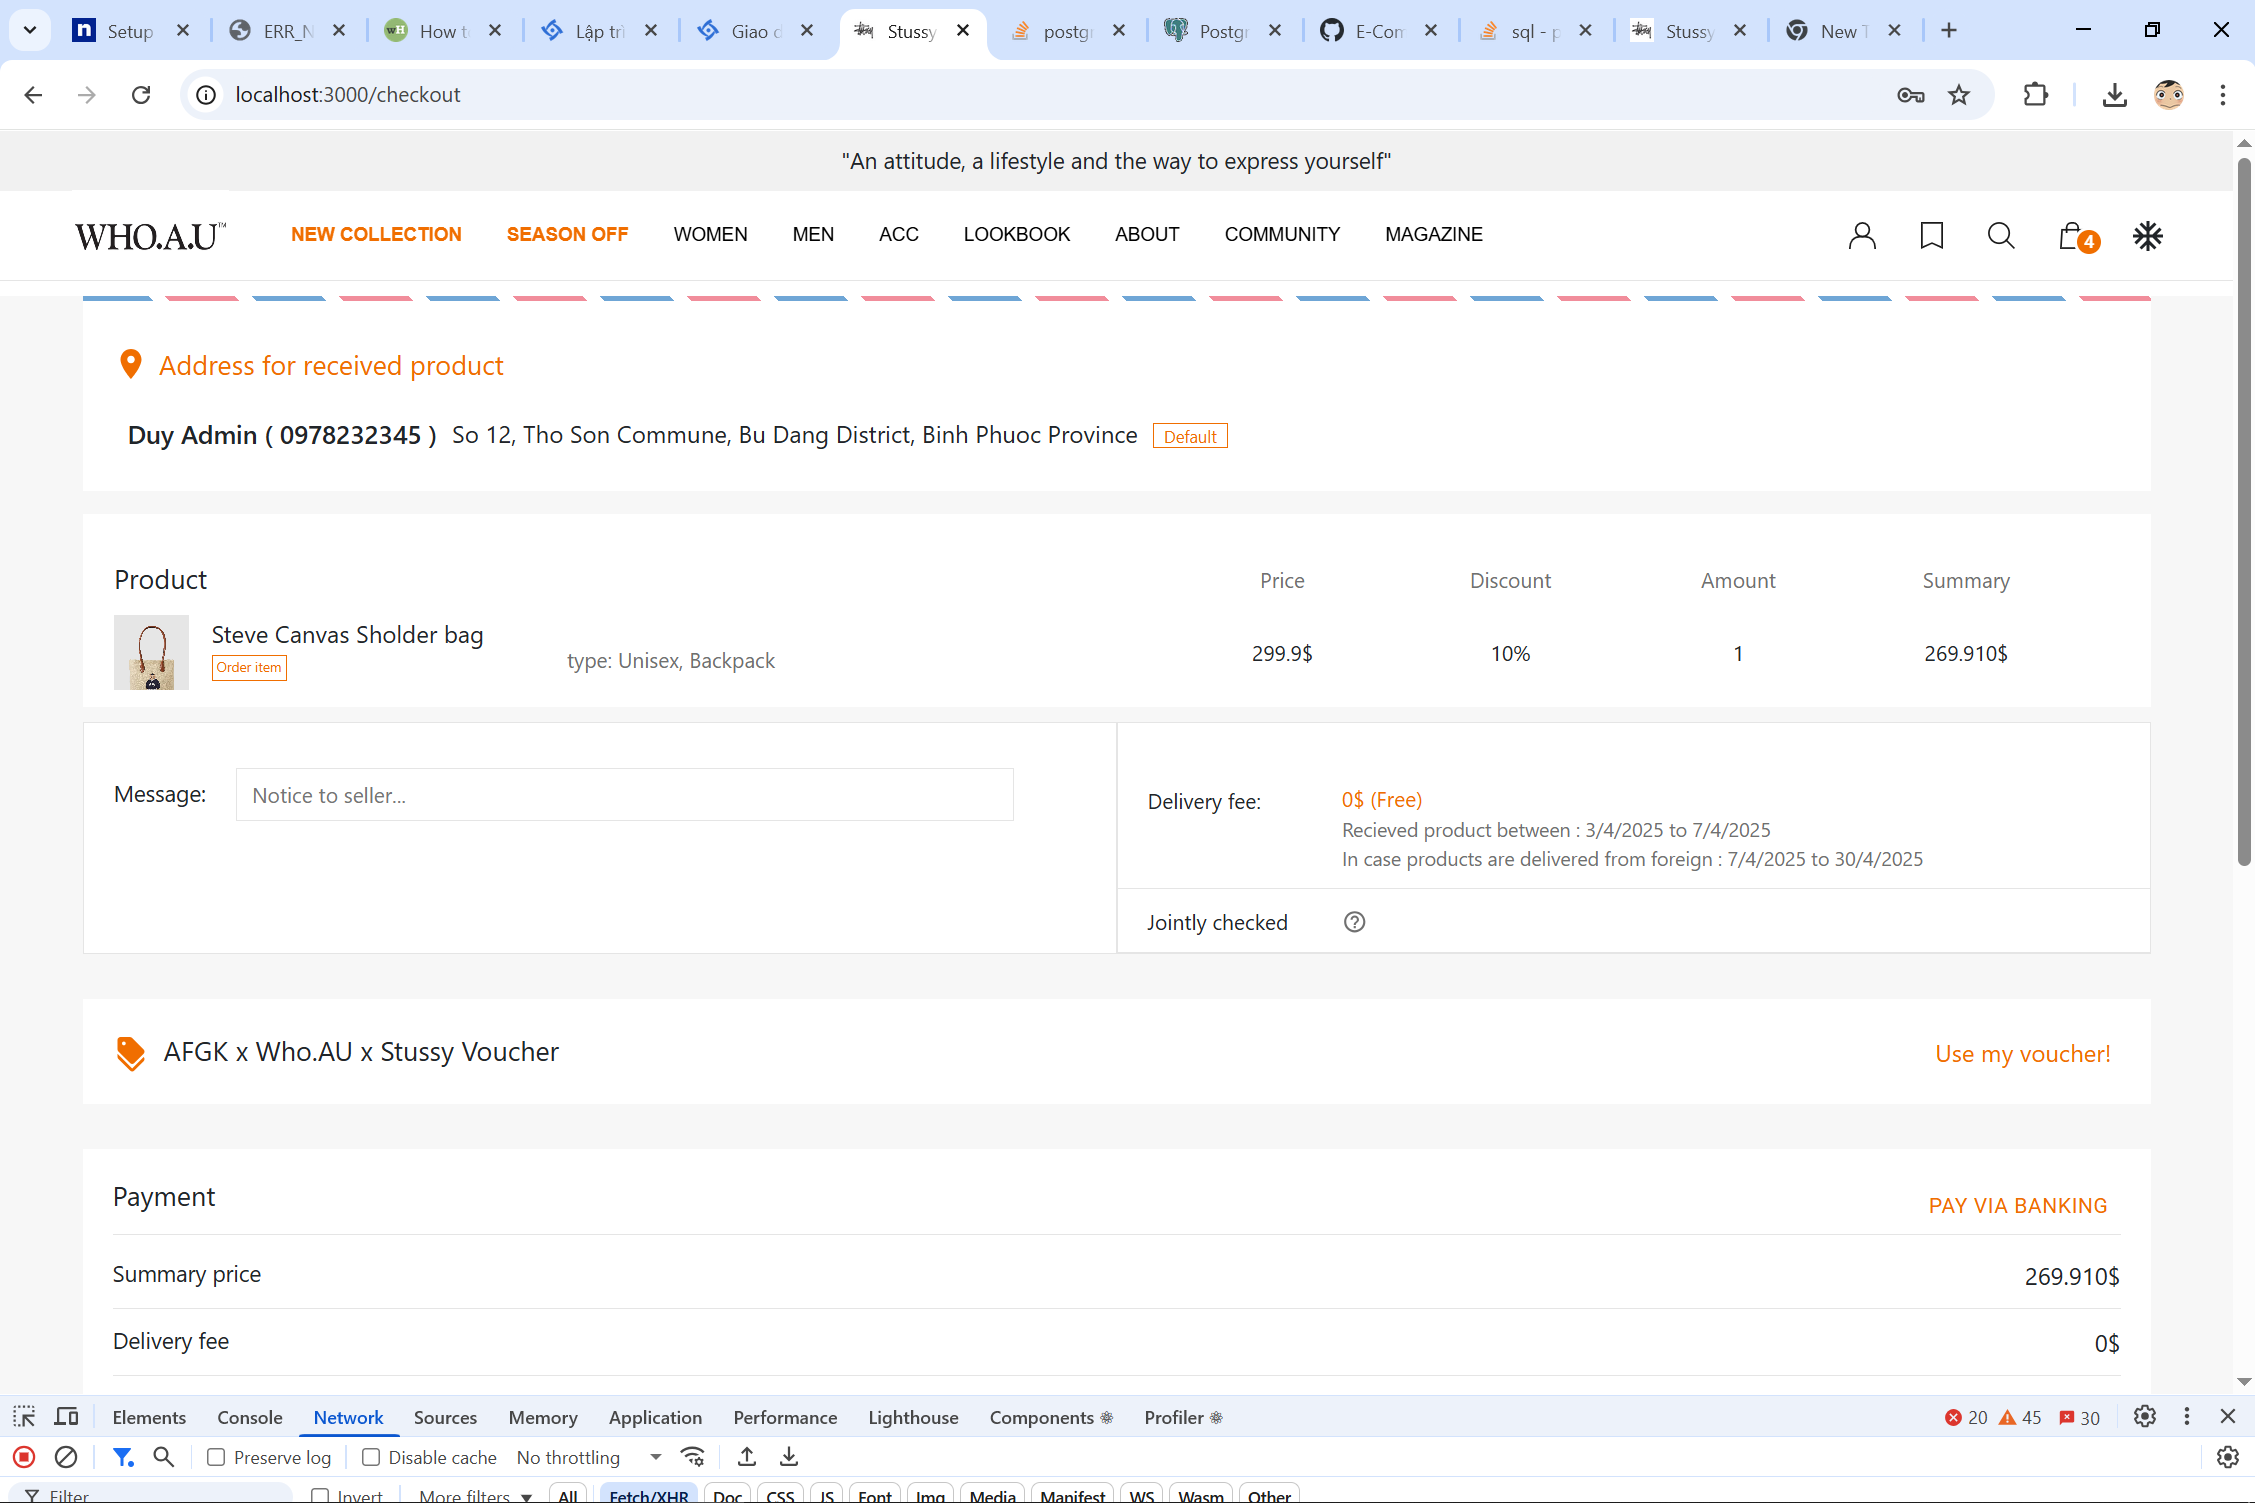 Setup
ERR_N
How t
Lập trì
Giao d
Stussy
postgr
Postgr
E-Com
sql - p
Stussy
New T
localhost:3000/checkout
"An attitude, a lifestyle and the way to express yourself"
WHO.A.U™ NEW COLLECTION SEASON OFF WOMEN MEN ACC LOOKBOOK ABOUT COMMUNITY MAGAZINE 4
Address for received product
Duy Admin ( 0978232345 ) So 12, Tho Son Commune, Bu Dang District, Binh Phuoc Province Default
Product Price Discount Amount Summary
Steve Canvas Sholder bag
Order item
type: Unisex, Backpack
299.9$ 10% 1 269.910$
Message: Notice to seller...
Delivery fee: 0$ (Free)
Recieved product between : 3/4/2025 to 7/4/2025
In case products are delivered from foreign : 7/4/2025 to 30/4/2025
Jointly checked
AFGK x Who.AU x Stussy Voucher Use my voucher!
Payment PAY VIA BANKING
Summary price 269.910$
Delivery fee 0$
Elements Console Network Sources Memory Application Performance Lighthouse Components Profiler 20 45 30
Preserve log Disable cache No throttling
Filter Invert More filters All Fetch/XHR Doc CSS JS Font Img Media Manifest WS Wasm Other